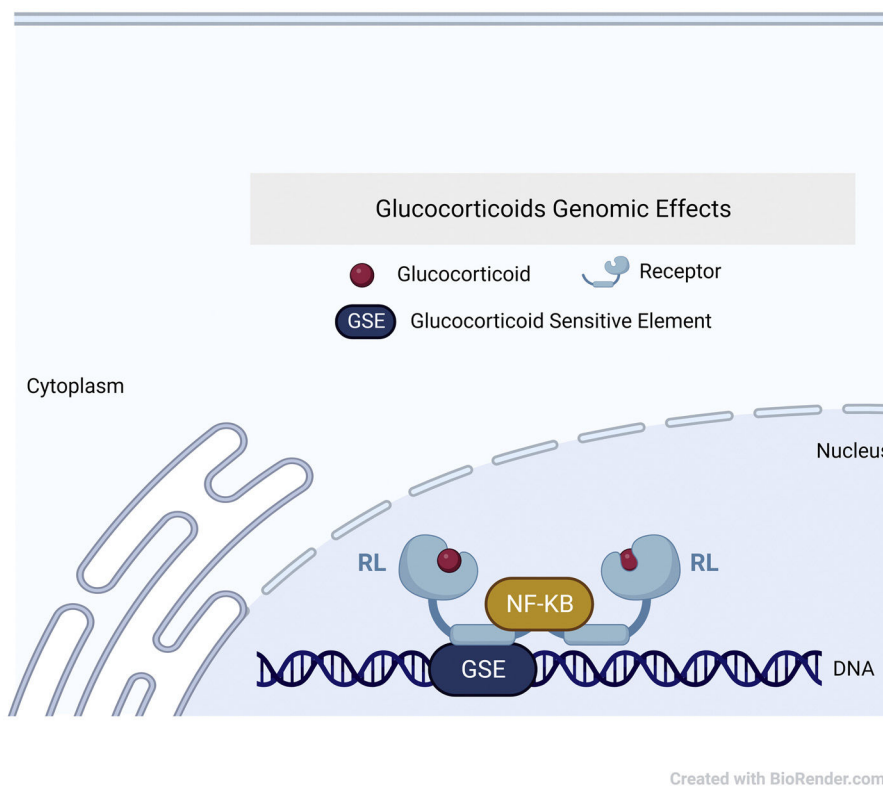 Glucocorticoids Genomic Effects
Glucocorticoid
Receptor
GSE
Glucocorticoid Sensitive Element
Cytoplasm
Nucleus
RL
RL
NF-KB
GSE
DNA
Created with BioRender.com